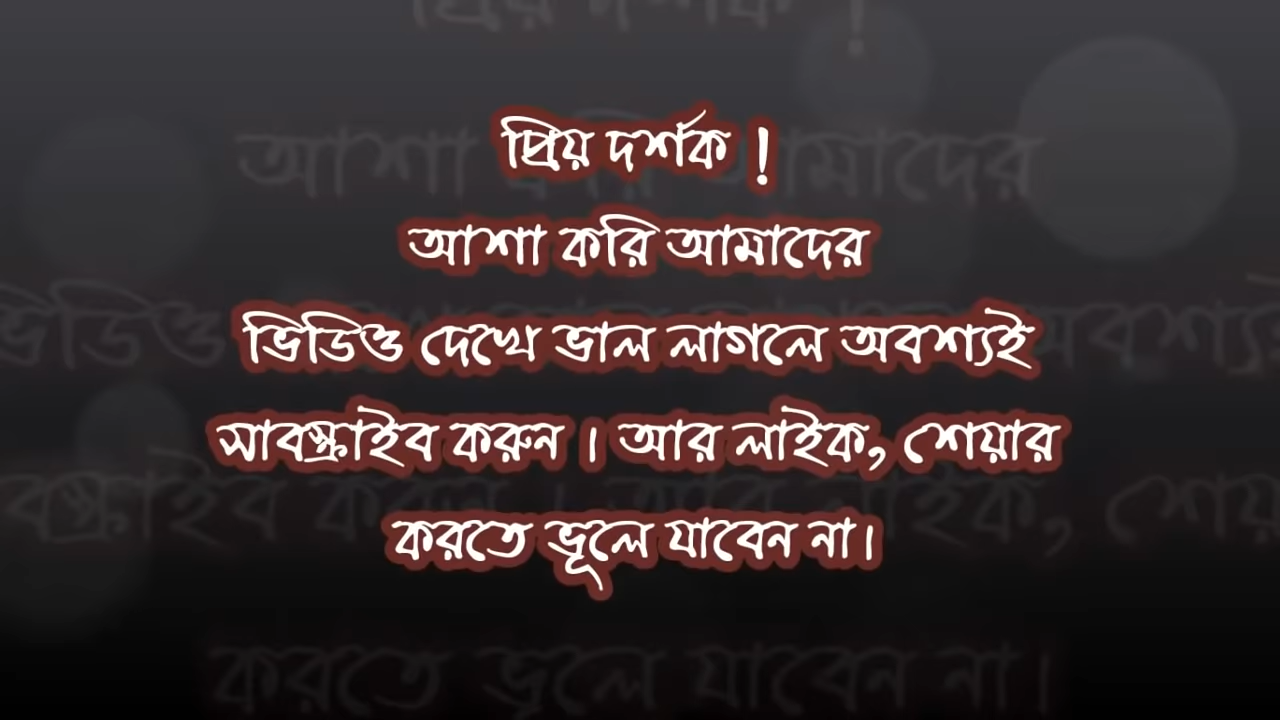 প্রিয় দর্শক !
আশা করি আমাদের
ভিডিও দেখে ভাল লাগলে অবশ্যই
সাবস্ক্রাইব করুন । আর লাইক, শেয়ার
করতে ভূলে যাবেন না।